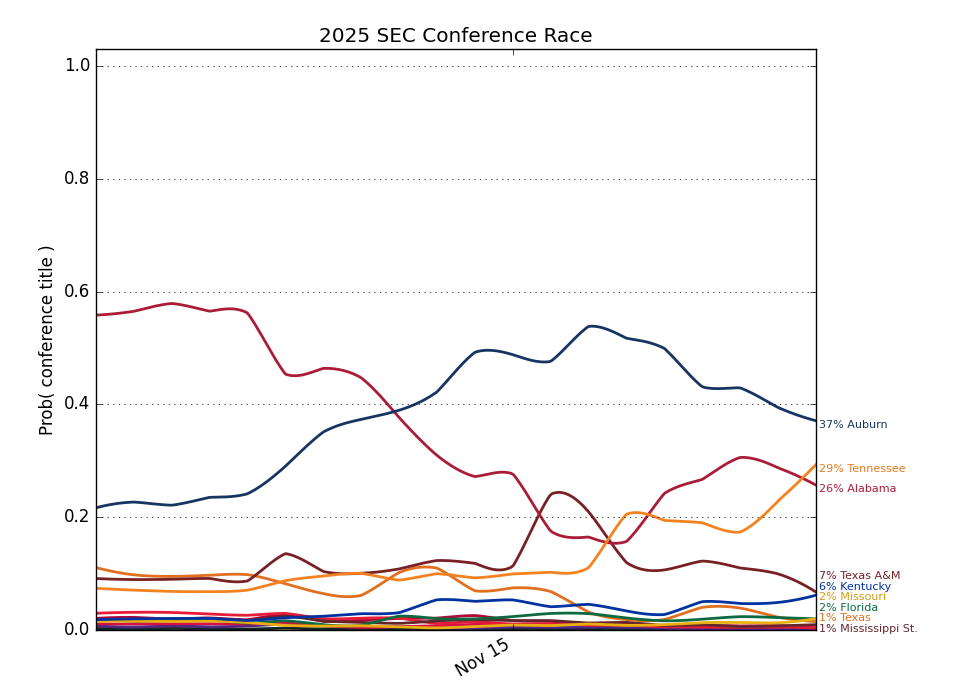 2025 SEC Conference Race
1.0
0.8
0.6
0.4
0.2
0.0
Prob( conference title )
Nov 15
37% Auburn
29% Tennessee
26% Alabama
7% Texas A&M
6% Kentucky
2% Missouri
2% Florida
1% Texas
1% Mississippi St.